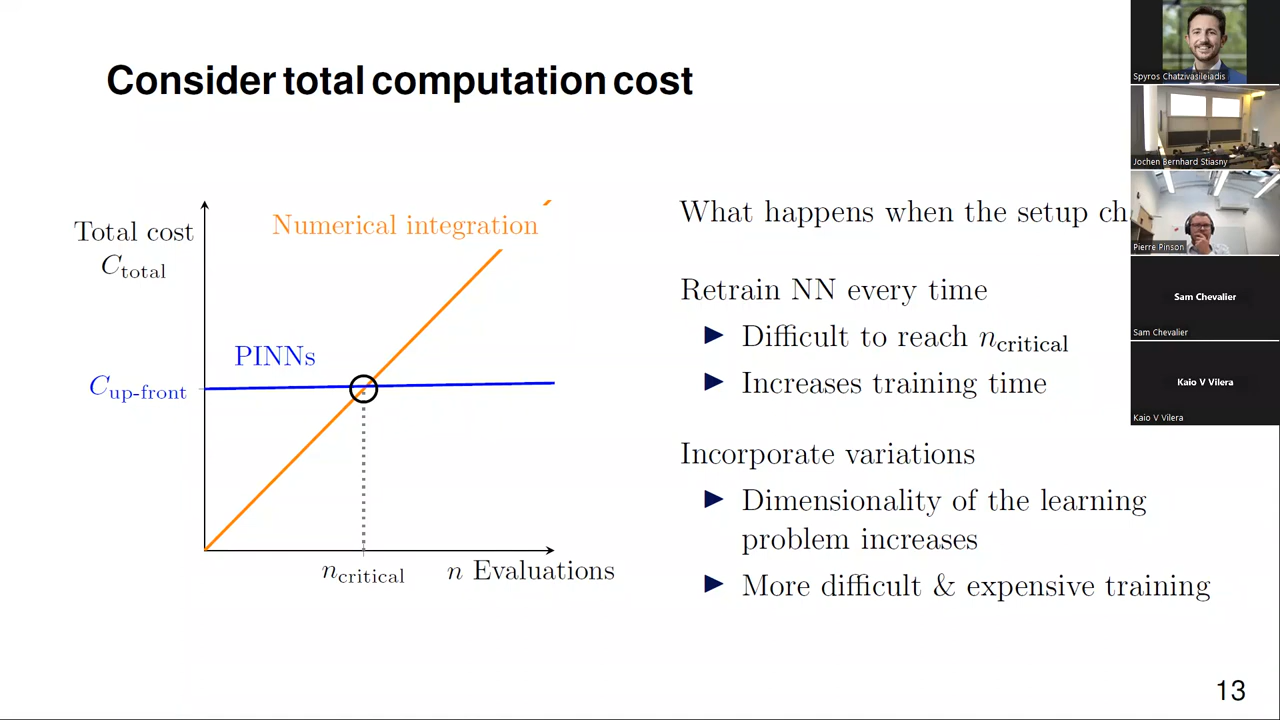 Consider total computation cost
Total cost
C_total
Numerical integration
PINNs
C_up-front
n_critical
n Evaluations
What happens when the setup ch
Retrain NN every time
▶ Difficult to reach n_critical
▶ Increases training time
Incorporate variations
▶ Dimensionality of the learning
problem increases
▶ More difficult & expensive training
13
Spyros Chatzivasileiadis
Jochen Bernhard Stiasny
Pierre Pinson
Sam Chevalier
Sam Chevalier
Kaio V Vilera
Kaio V Vilera